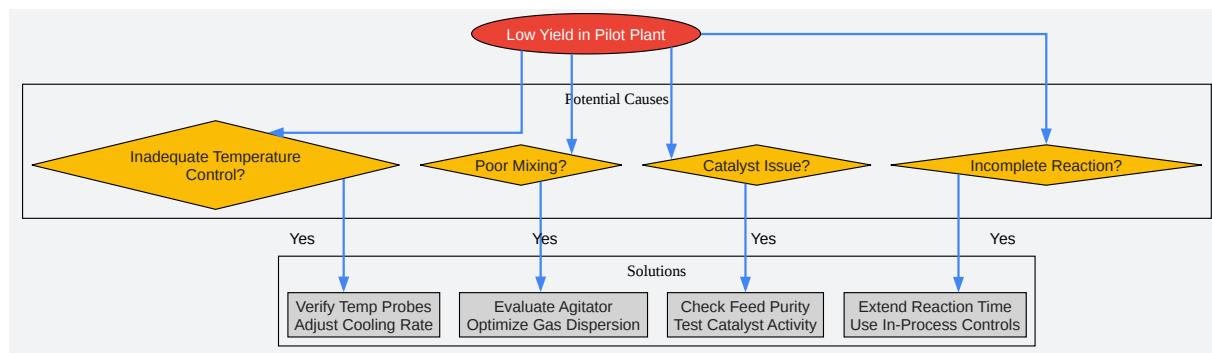 Low Yield in Pilot Plant
Potential Causes
Inadequate Temperature
Control?
Poor Mixing?
Catalyst Issue?
Incomplete Reaction?
Yes
Yes
Yes
Yes
Solutions
Verify Temp Probes
Adjust Cooling Rate
Evaluate Agitator
Optimize Gas Dispersion
Check Feed Purity
Test Catalyst Activity
Extend Reaction Time
Use In-Process Controls